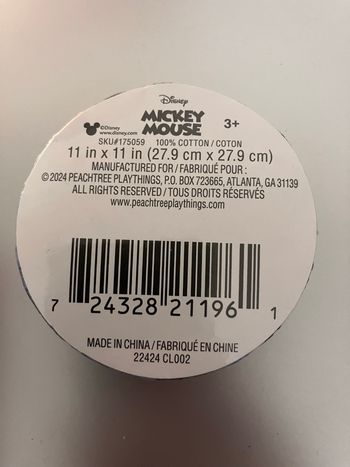 Disney
MICKEY
MOUSE
3+
©Disney
www.disney.com
SKU#175059 100% COTTON / COTON
11 in x 11 in (27.9 cm x 27.9 cm)
MANUFACTURED FOR / FABRIQUÉ POUR :
© 2024 PEACHTREE PLAYTHINGS, P.O. BOX 723665, ATLANTA, GA 31139
ALL RIGHTS RESERVED / TOUS DROITS RÉSERVÉS
www.peachtreeplaythings.com
7 24328 21196 1
MADE IN CHINA / FABRIQUÉ EN CHINE
22424 CL002